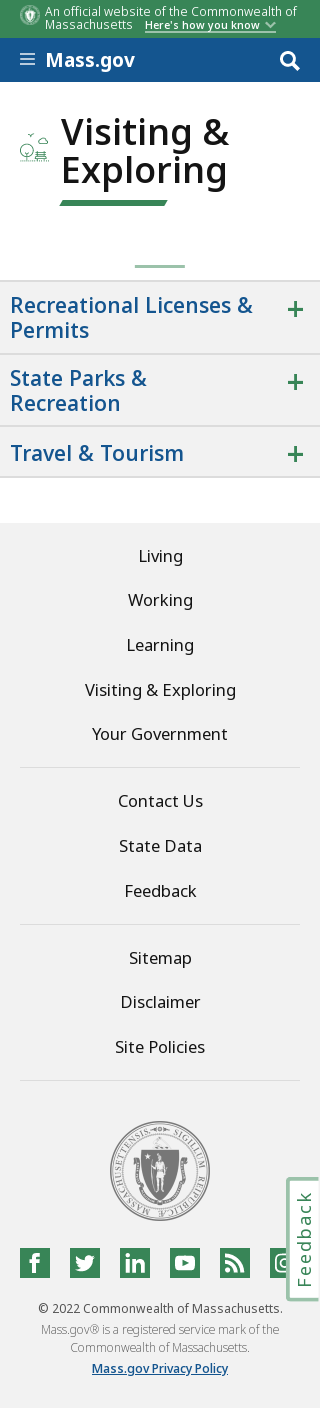 An official website of the Commonwealth of
Massachusetts Here's how you know
Mass.gov
Visiting &
Exploring
Recreational Licenses &
Permits
State Parks &
Recreation
Travel & Tourism
Living
Working
Learning
Visiting & Exploring
Your Government
Contact Us
State Data
Feedback
Sitemap
Disclaimer
Site Policies
Feedback
© 2022 Commonwealth of Massachusetts.
Mass.gov® is a registered service mark of the
Commonwealth of Massachusetts.
Mass.gov Privacy Policy